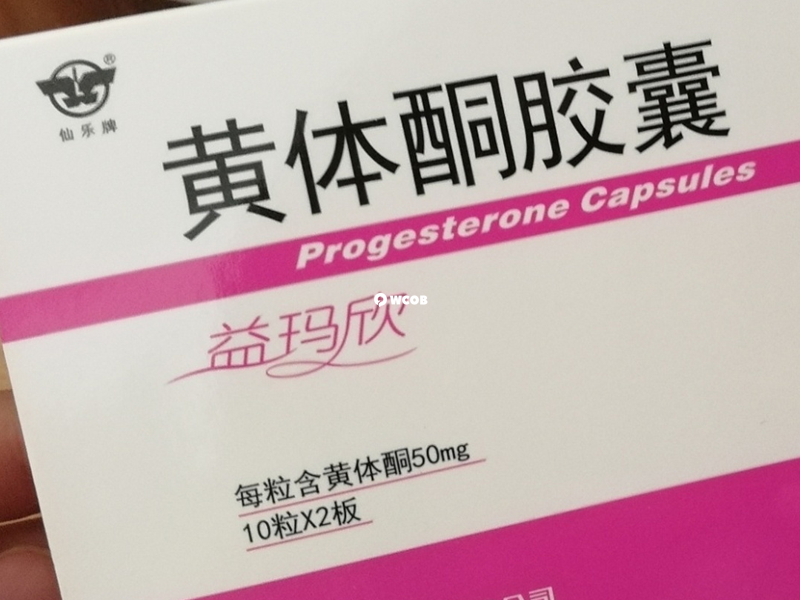 ®
仙乐牌
黄体酮胶囊
Progesterone Capsules
WCOB
益玛欣
每粒含黄体酮50mg
10粒X2板